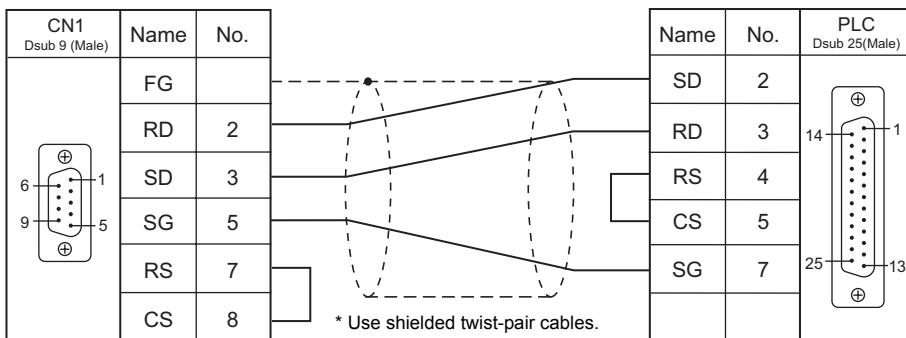 CN1
Dsub 9 (Male)
Name No.
FG
RD 2
SD 3
SG 5
RS 7
CS 8
6
1
9
5
* Use shielded twist-pair cables.
Name No.
PLC
Dsub 25(Male)
SD 2
RD 3
RS 4
CS 5
SG 7
14
1
25
13